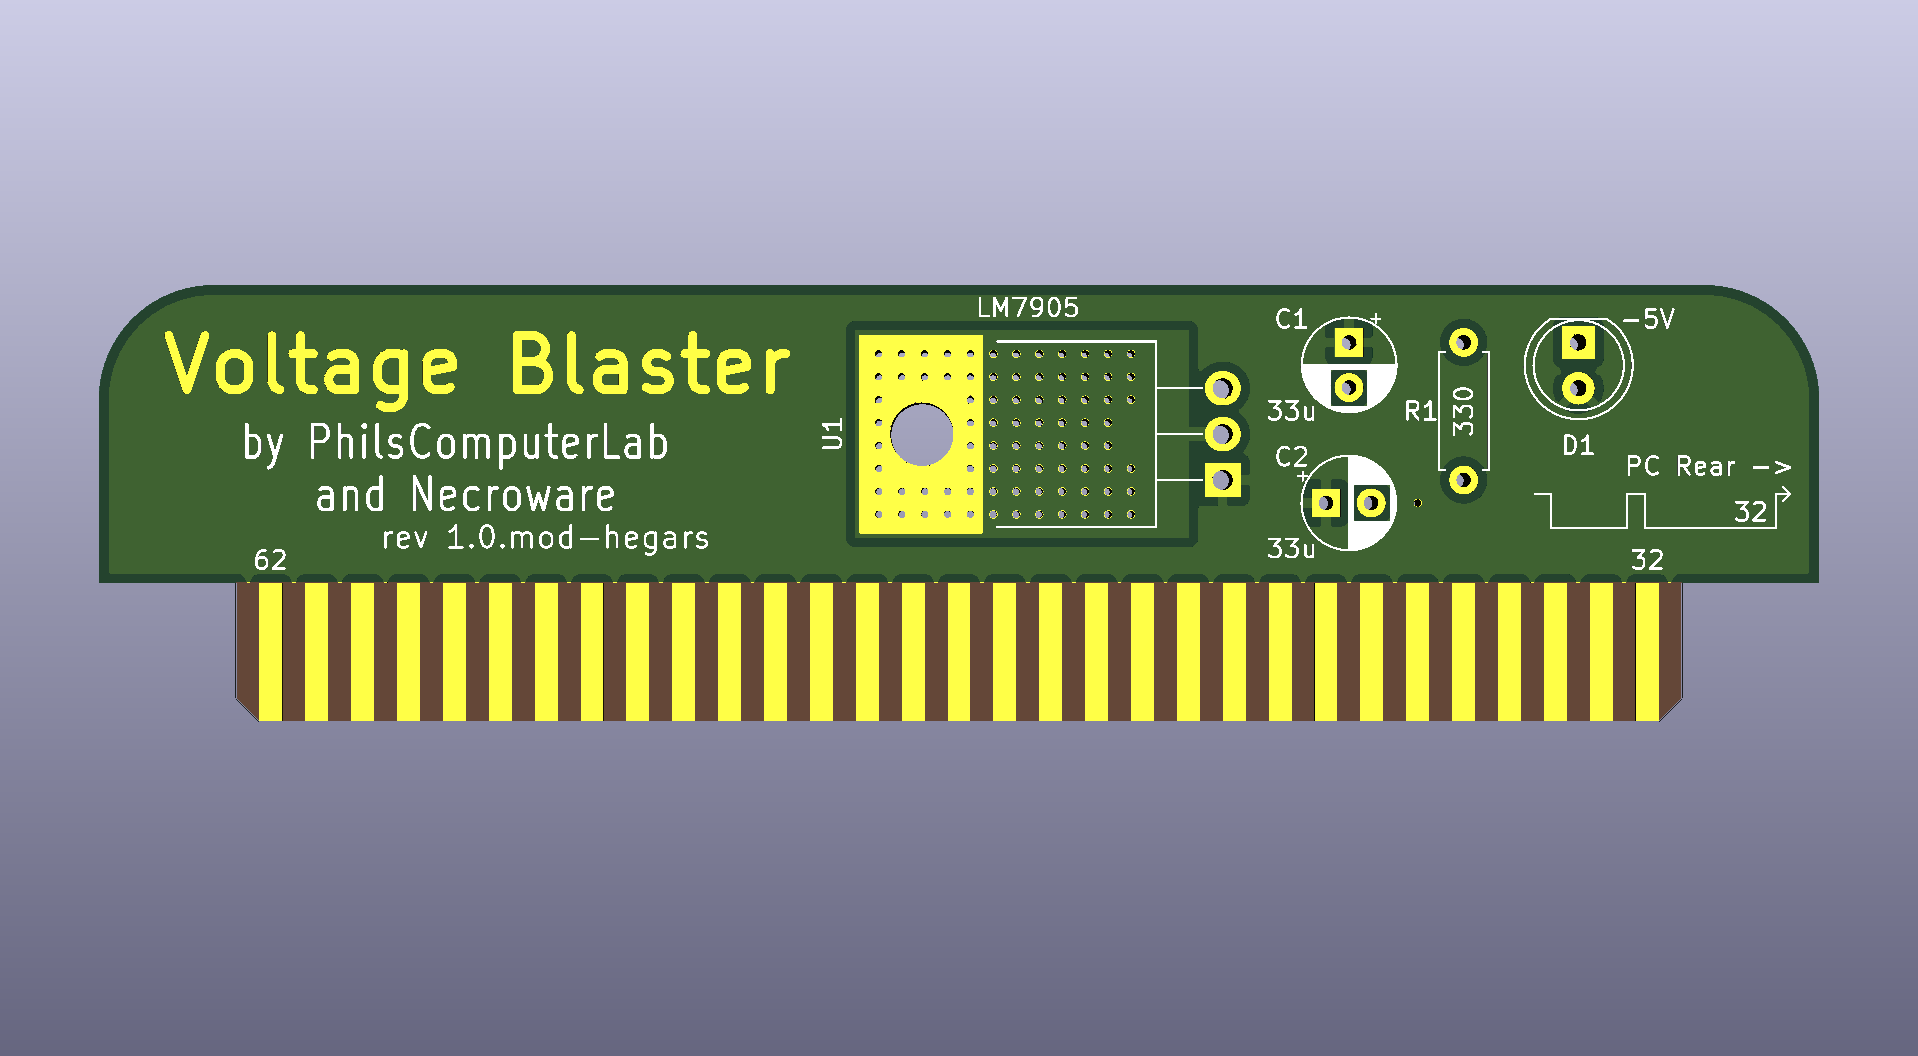 LM7905
Voltage Blaster
by PhilsComputerLab
and Necroware
rev 1.0.mod-hegars
62
U1
C1
+
33u
C2
+
33u
R1
330
-5V
D1
PC Rear ->
32
32